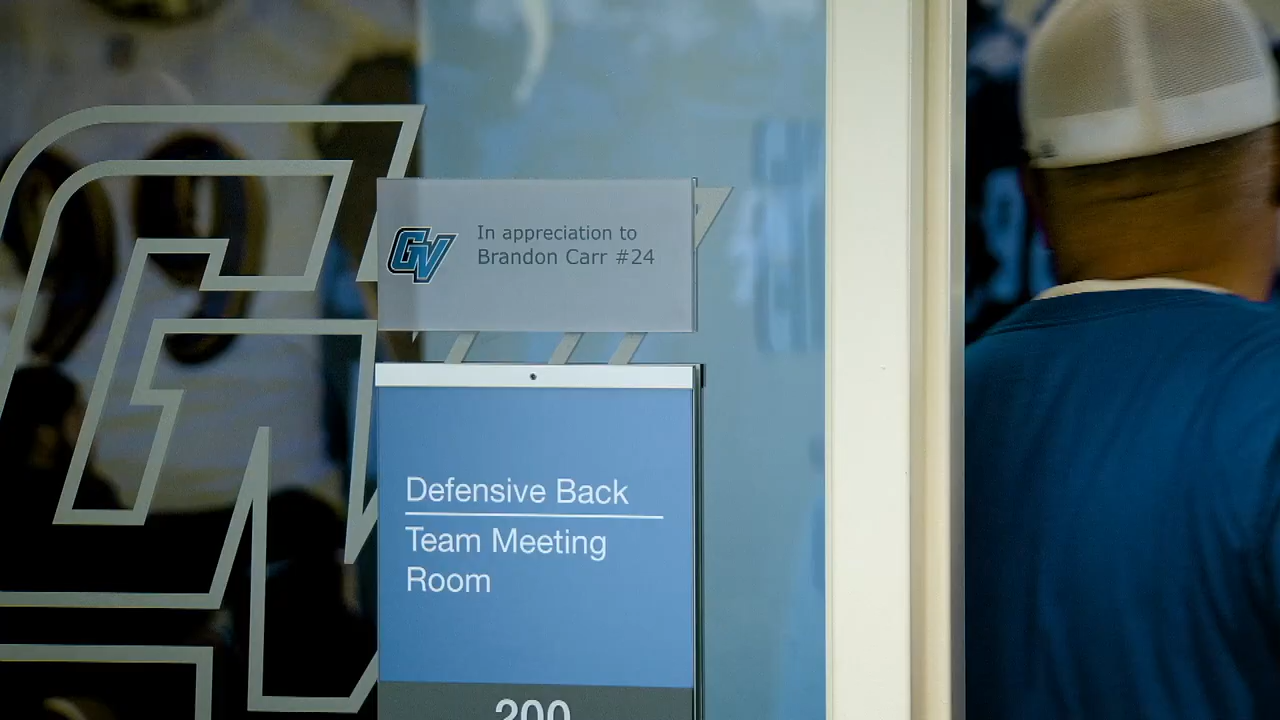 GV
In appreciation to
Brandon Carr #24
Defensive Back
Team Meeting
Room
200